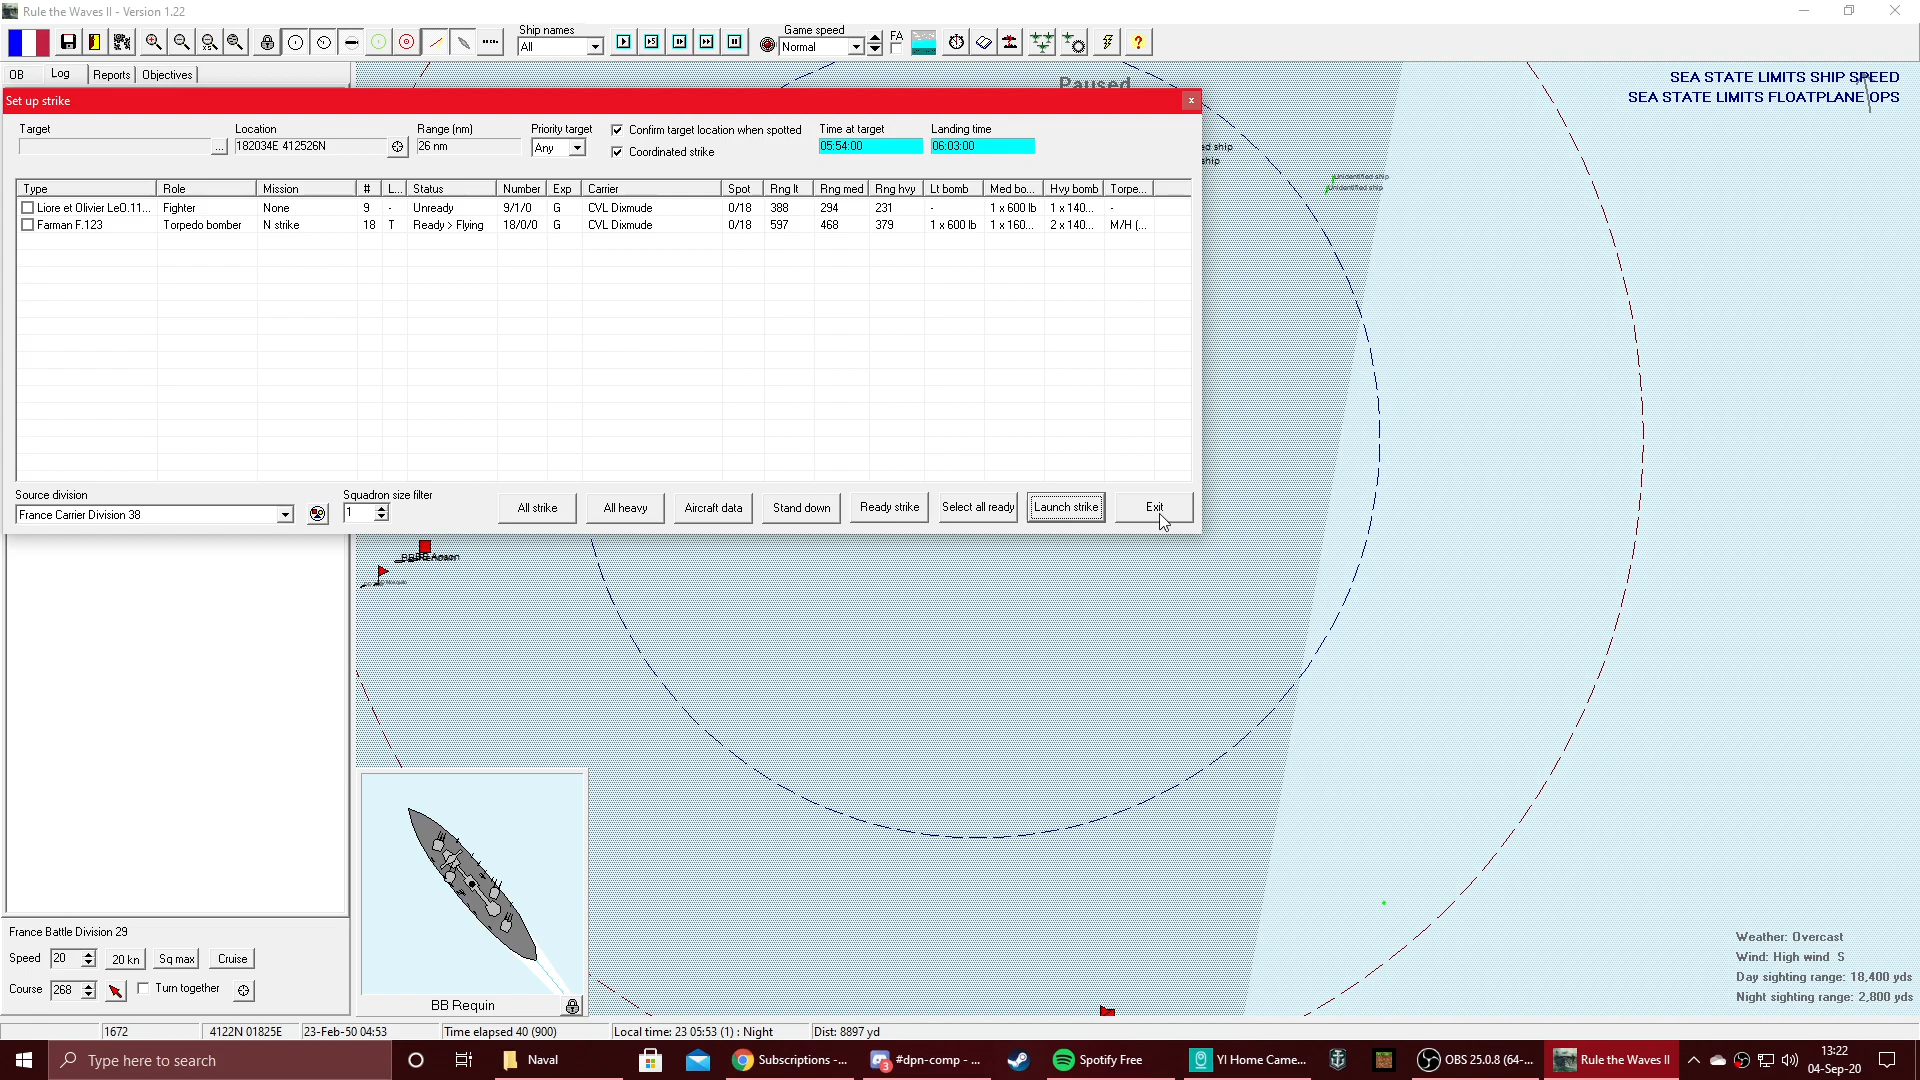 Rule the Waves II - Version 1.22
Ship names
All
Game speed
Normal
FA
OB
Log
Reports
Objectives
Paused
SEA STATE LIMITS SHIP SPEED
SEA STATE LIMITS FLOATPLANE OPS
Set up strike
Target
Location
Range (nm)
Priority target
Confirm target location when spotted
Time at target
Landing time
...
182034E 412526N
26 nm
Any
Coordinated strike
05:54:00
06:03:00
ed ship
ship
Unidentified ship
Unidentified ship
Type Role Mission # L... Status Number Exp Carrier Spot Rng lt Rng med Rng hvy Lt bomb Med bo... Hvy bomb Torpe...
Liore et Olivier LeO.11... Fighter None 9 - Unready 9/1/0 G CVL Dixmude 0/18 388 294 231 - 1 x 600 lb 1 x 140... -
Farman F.123 Torpedo bomber N strike 18 T Ready > Flying 18/0/0 G CVL Dixmude 0/18 597 468 379 1 x 600 lb 1 x 160... 2 x 140... M/H (...
Source division
France Carrier Division 38
Squadron size filter
1
All strike
All heavy
Aircraft data
Stand down
Ready strike
Select all ready
Launch strike
Exit
Anson
BB Requin
France Battle Division 29
Speed
20
20 kn
Sq max
Cruise
Course
268
Turn together
Weather: Overcast
Wind: High wind S
Day sighting range: 18,400 yds
Night sighting range: 2,800 yds
1672
4122N 01825E
23-Feb-50 04:53
Time elapsed 40 (900)
Local time: 23 05:53 (1) : Night
Dist: 8897 yd
Type here to search
Naval
Subscriptions -...
3
#dpn-comp - ...
Spotify Free
YI Home Came...
OBS 25.0.8 (64-...
Rule the Waves II
13:22
04-Sep-20